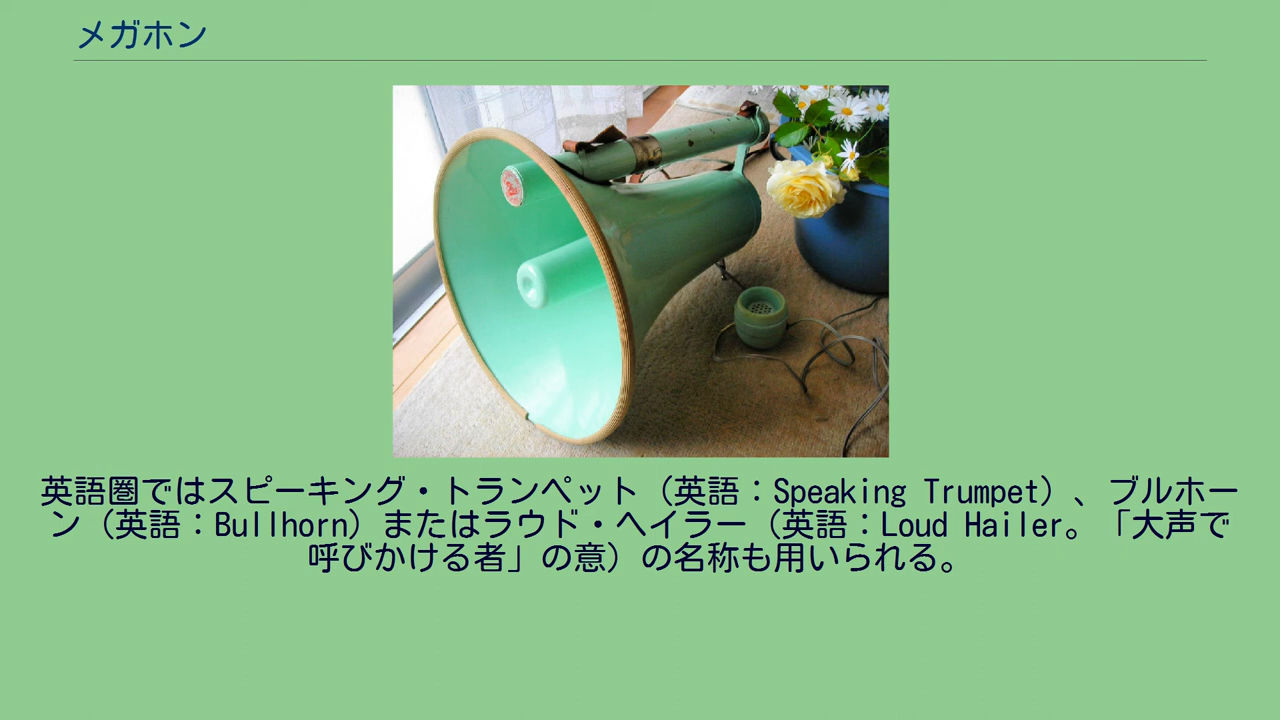 メガホン
英語圏ではスピーキング・トランペット（英語：Speaking Trumpet）、ブルホー
ン（英語：Bullhorn）またはラウド・ヘイラー（英語：Loud Hailer。「大声で
呼びかける者」の意）の名称も用いられる。